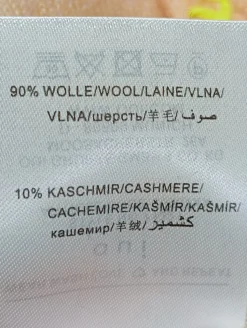 90% WOLLE/WOOL/LAINE/VLNA/
VLNA/шерсть/羊毛/صوف/
10% KASCHMIR/CASHMERE/
CACHEMIRE/KAŠMÍR/KAŠMÍR/
кашемир/羊绒/كشمير